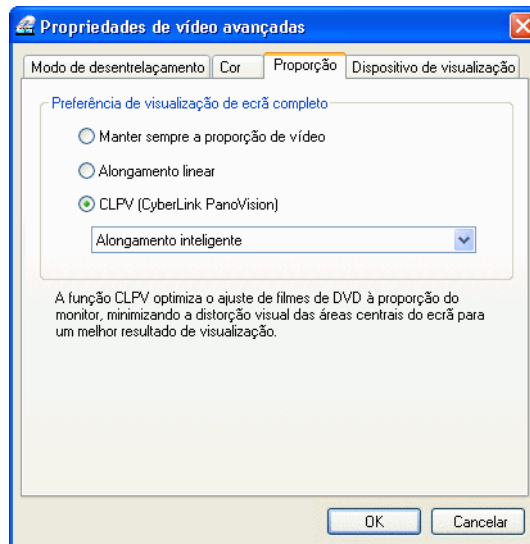 Propriedades de vídeo avançadas
Modo de desentrelaçamento Cor Proporção Dispositivo de visualização
Preferência de visualização de ecrã completo
Manter sempre a proporção de vídeo
Alongamento linear
CLPV (CyberLink PanoVision)
Alongamento inteligente
A função CLPV optimiza o ajuste de filmes de DVD à proporção do
monitor, minimizando a distorção visual das áreas centrais do ecrã para
um melhor resultado de visualização.
OK Cancelar